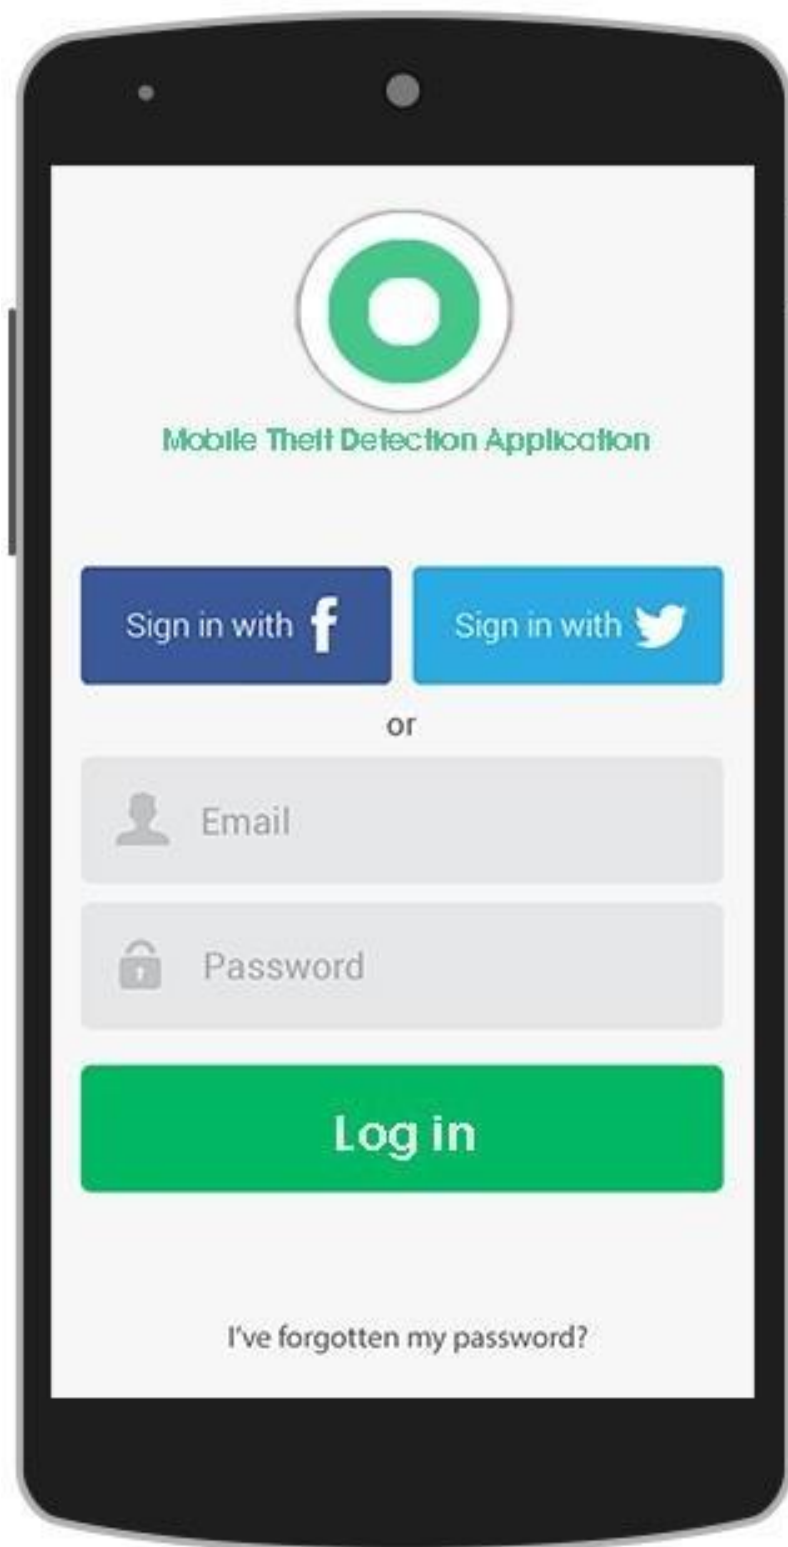 Mobile Theft Detection Application
Sign in with f
Sign in with
or
Email
Password
Log in
I've forgotten my password?